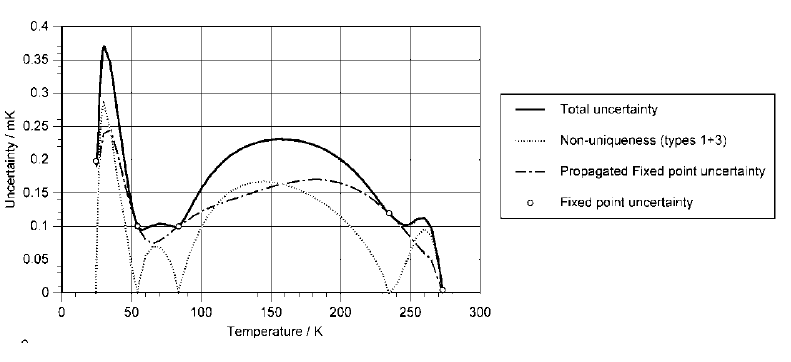 0.4
0.35
0.3
0.25
0.2
0.15
0.1
0.05
0
Uncertainty / mK
0
50
100
150
200
250
300
Temperature / K
Total uncertainty
Non-uniqueness (types 1+3)
Propagated Fixed point uncertainty
Fixed point uncertainty